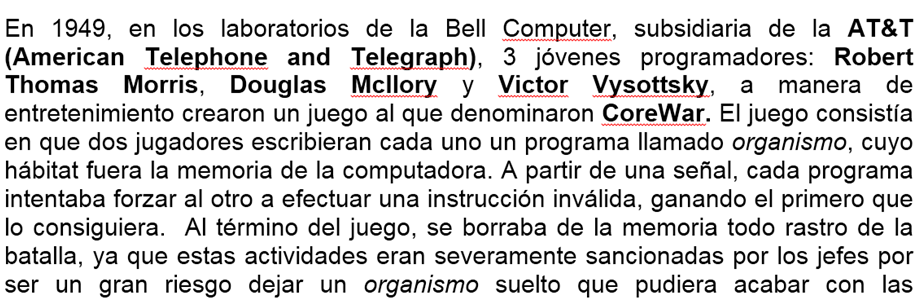 En 1949, en los laboratorios de la Bell Computer, subsidiaria de la AT&T
(American Telephone and Telegraph), 3 jóvenes programadores: Robert
Thomas Morris, Douglas McIlory y Victor Vysottsky, a manera de
entretenimiento crearon un juego al que denominaron CoreWar. El juego consistía
en que dos jugadores escribieran cada uno un programa llamado organismo, cuyo
hábitat fuera la memoria de la computadora. A partir de una señal, cada programa
intentaba forzar al otro a efectuar una instrucción inválida, ganando el primero que
lo consiguiera. Al término del juego, se borraba de la memoria todo rastro de la
batalla, ya que estas actividades eran severamente sancionadas por los jefes por
ser un gran riesgo dejar un organismo suelto que pudiera acabar con las